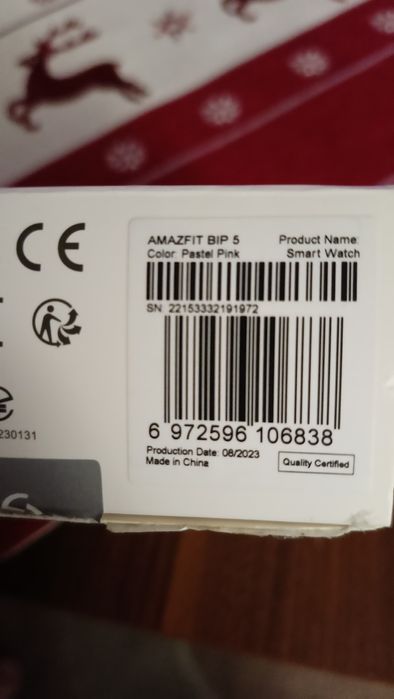 CE
AMAZFIT BIP 5
Product Name:
Color: Pastel Pink
Smart Watch
SN: 22153332191972
6 972596 106838
Production Date: 08/2023
Made in China
Quality Certified
230131